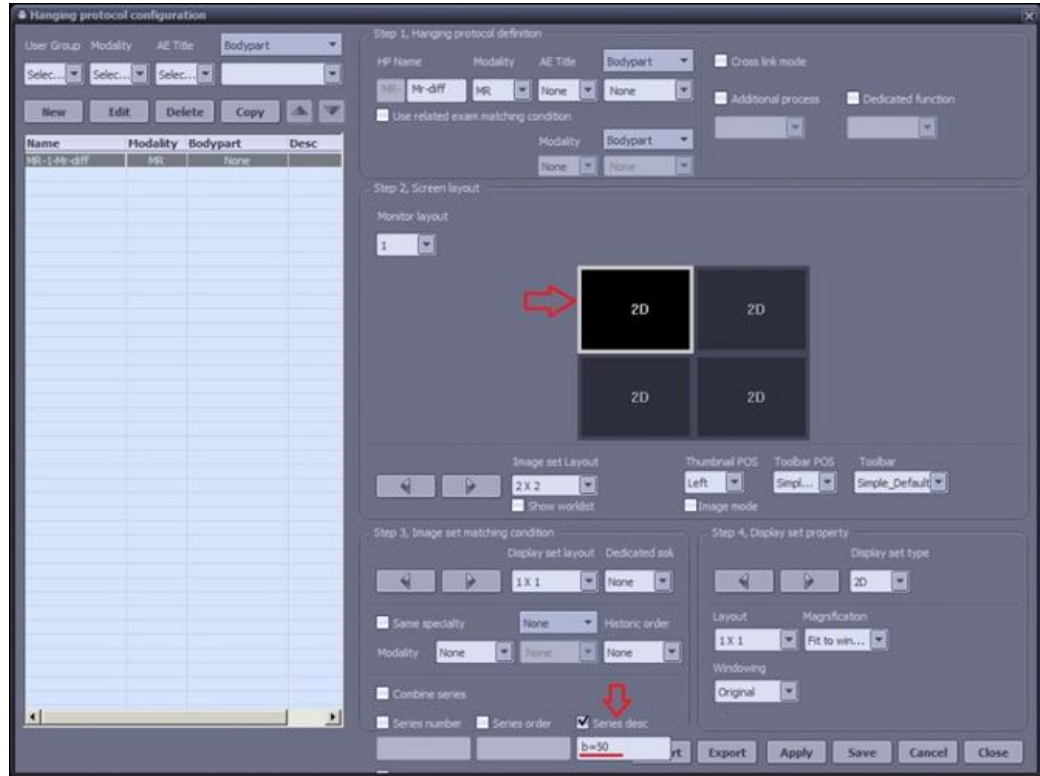 Hanging protocol configuration
User Group Modality AE Title Bodypart
Selec... Selec... Selec...
New Edit Delete Copy
Name Modality Bodypart Desc
MR-1-Mr-diff MR None
Step 1, Hanging protocol definition
HP Name Modality AE Title Bodypart
MR- Mr-diff MR None None
Use related exam matching condition
Modality Bodypart
None None
Cross link mode
Additional process Dedicated function
Step 2, Screen layout
Monitor layout
1
2D 2D
2D 2D
Image set Layout Thumbnail POS Toolbar POS Toolbar
2 X 2 Left Simpl... Simple_Default
Show worklist Image mode
Step 3, Image set matching condition
Display set layout Dedicated sok
1 X 1 None
Same specialty None Historic order
Modality None None None
Combine series
Series number Series order Series desc
b=50
Step 4, Display set property
Display set type
2D
Layout Magnification
1 X 1 Fit to win...
Windowing
Original
rt Export Apply Save Cancel Close